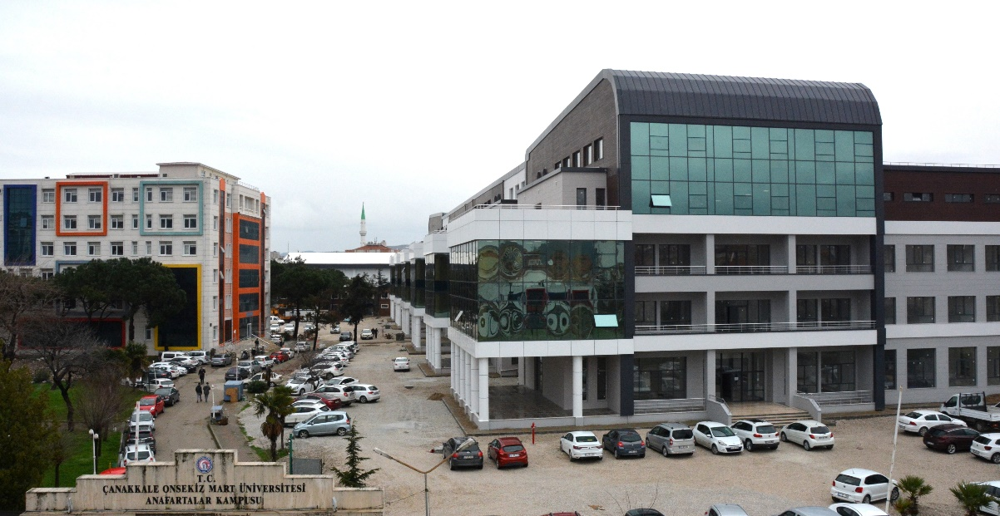 T.C.
ÇANAKKALE ONSEKİZ MART ÜNİVERSİTESİ
ANAFARTALAR KAMPUSU